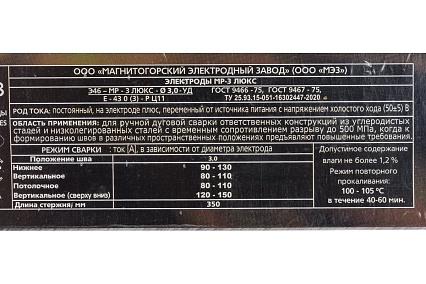 ООО «МАГНИТОГОРСКИЙ ЭЛЕКТРОДНЫЙ ЗАВОД» (ООО «МЭЗ»)
ЭЛЕКТРОДЫ МР-3 ЛЮКС
Э46 – МР - 3 ЛЮКС - Ø 3,0 - УД ГОСТ 9466 - 75, ГОСТ 9467 - 75,
Е - 43 0 (3) - Р Ц11 ТУ 25.93.15-051-16302447-2020
РОД ТОКА: постоянный, на электроде плюс, переменный от источника питания с напряжением холостого хода (50±5) В
ОБЛАСТЬ ПРИМЕНЕНИЯ: для ручной дуговой сварки ответственных конструкций из углеродистых
сталей и низколегированных сталей с временным сопротивлением разрыву до 500 МПа, когда к
формированию швов в различных пространственных положениях предъявляются повышенные требования.
РЕЖИМ СВАРКИ : ток [А], в зависимости от диаметра электрода
Положение шва 3,0
Нижнее 90 - 130
Вертикальное 80 - 110
Потолочное 80 - 110
Вертикальное (сверху вниз) 120 - 150
Длина стержня/ мм 350
Допустимое содержание
влаги не более 1,2 %
Режим повторного
прокаливания:
100 - 105 °С
в течение 40-60 мин.